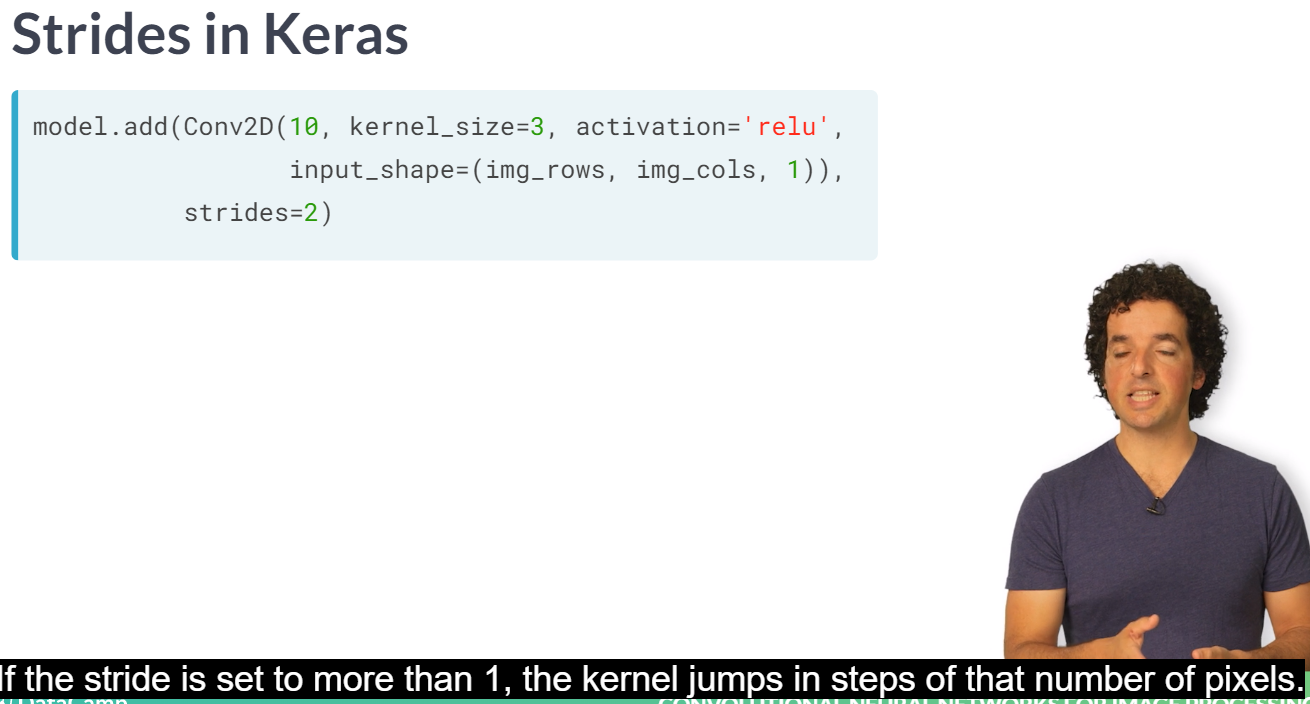 Strides in Keras
model.add(Conv2D(10, kernel_size=3, activation='relu',
input_shape=(img_rows, img_cols, 1)),
strides=2)
If the stride is set to more than 1, the kernel jumps in steps of that number of pixels.
DataCamp
CONVOLUTIONAL NEURAL NETWORKS FOR IMAGE PROCESSING